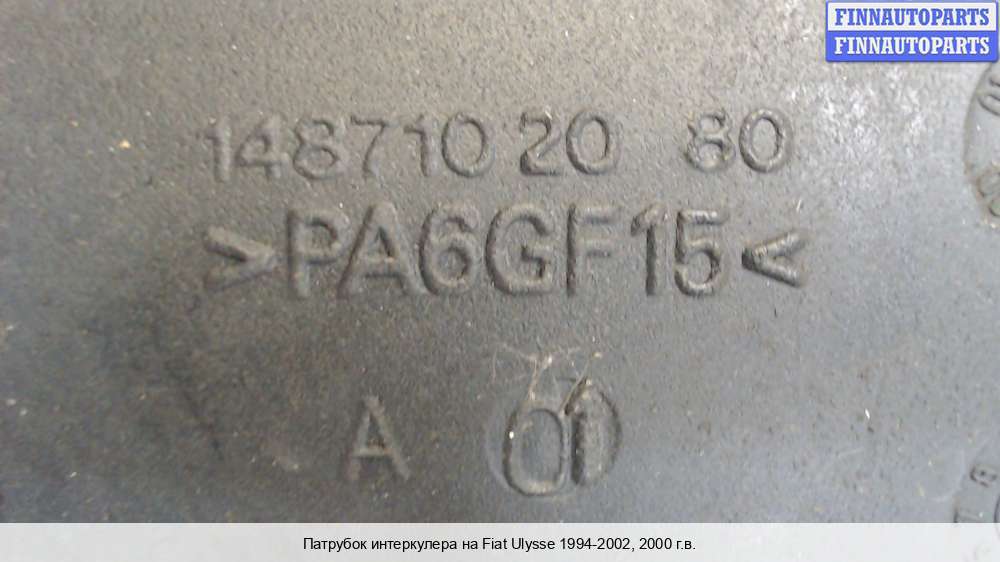 FINNAUTOPARTS
FINNAUTOPARTS
14871020 80
>PA6GF15<
A 01
Патрубок интеркулера на Fiat Ulysse 1994-2002, 2000 г.в.